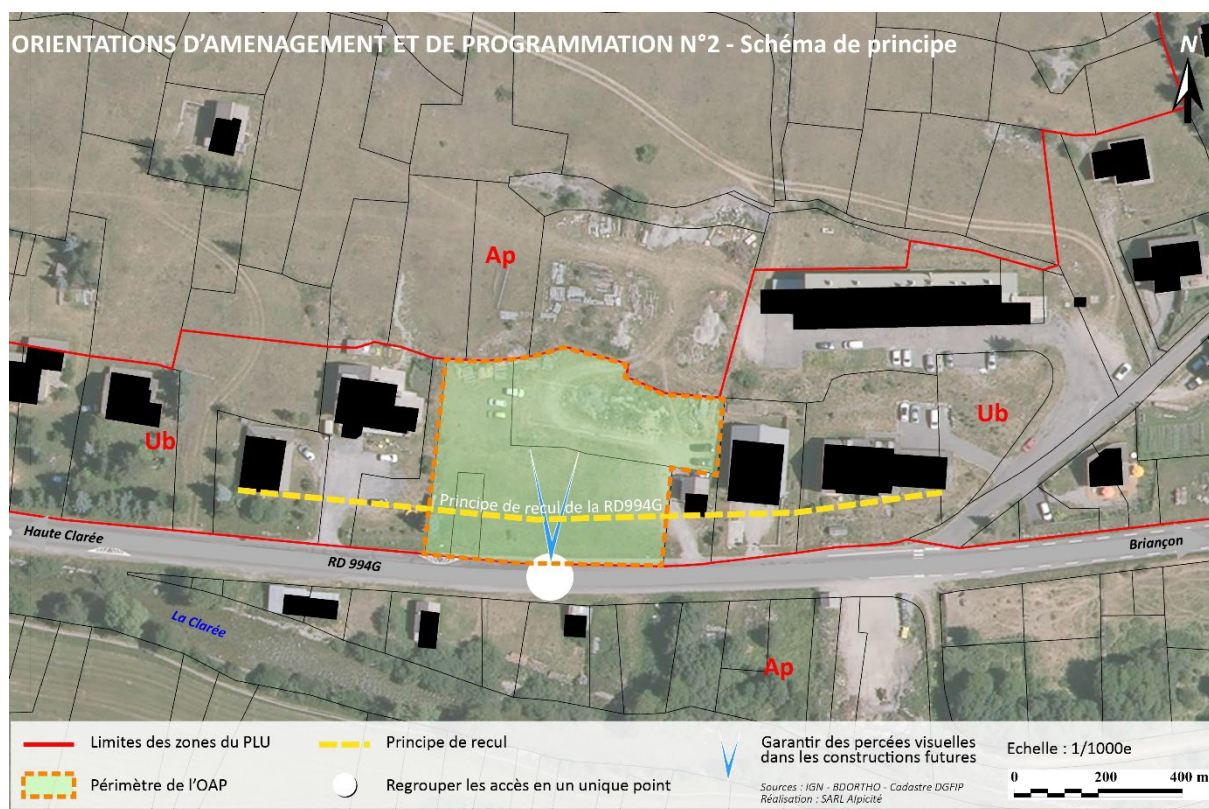 ORIENTATIONS D'AMENAGEMENT ET DE PROGRAMMATION N°2 - Schéma de principe
N
Ap
Ub
Ub
Principe de recul de la RD994G
Haute Clarée
RD 994G
Briançon
La Clarée
Ap
Limites des zones du PLU
Principe de recul
Garantir des percées visuelles
dans les constructions futures
Echelle : 1/1000e
Périmètre de l'OAP
Regrouper les accès en un unique point
Sources : IGN - BDORTHO - Cadastre DGFIP
Réalisation : SARL Alpicité
0 200 400 m